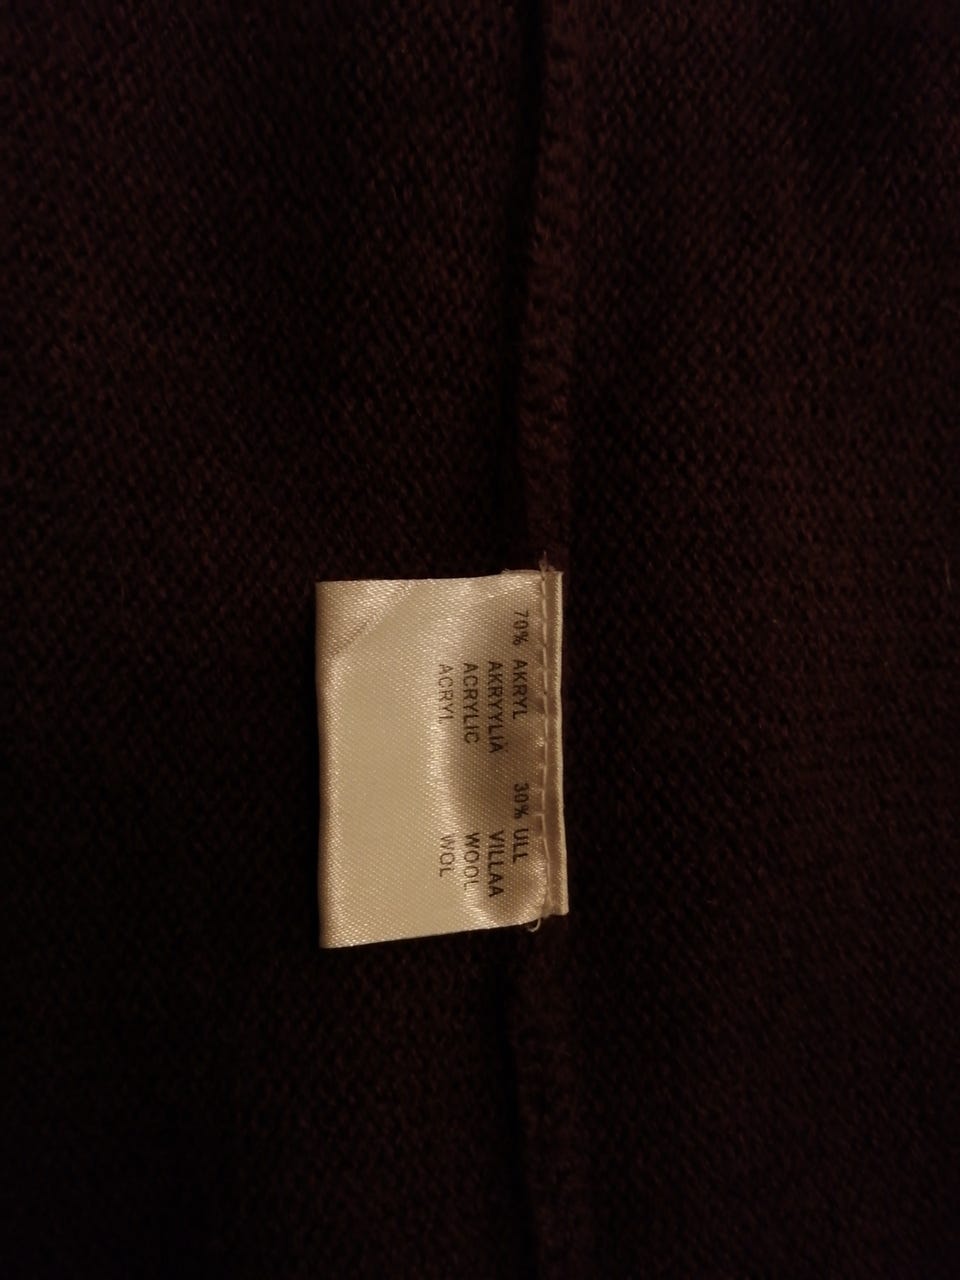 70% AKRYL 30% ULL
AKRYYLIÄ VILLAA
ACRYLIC WOOL
ACRYL WOL